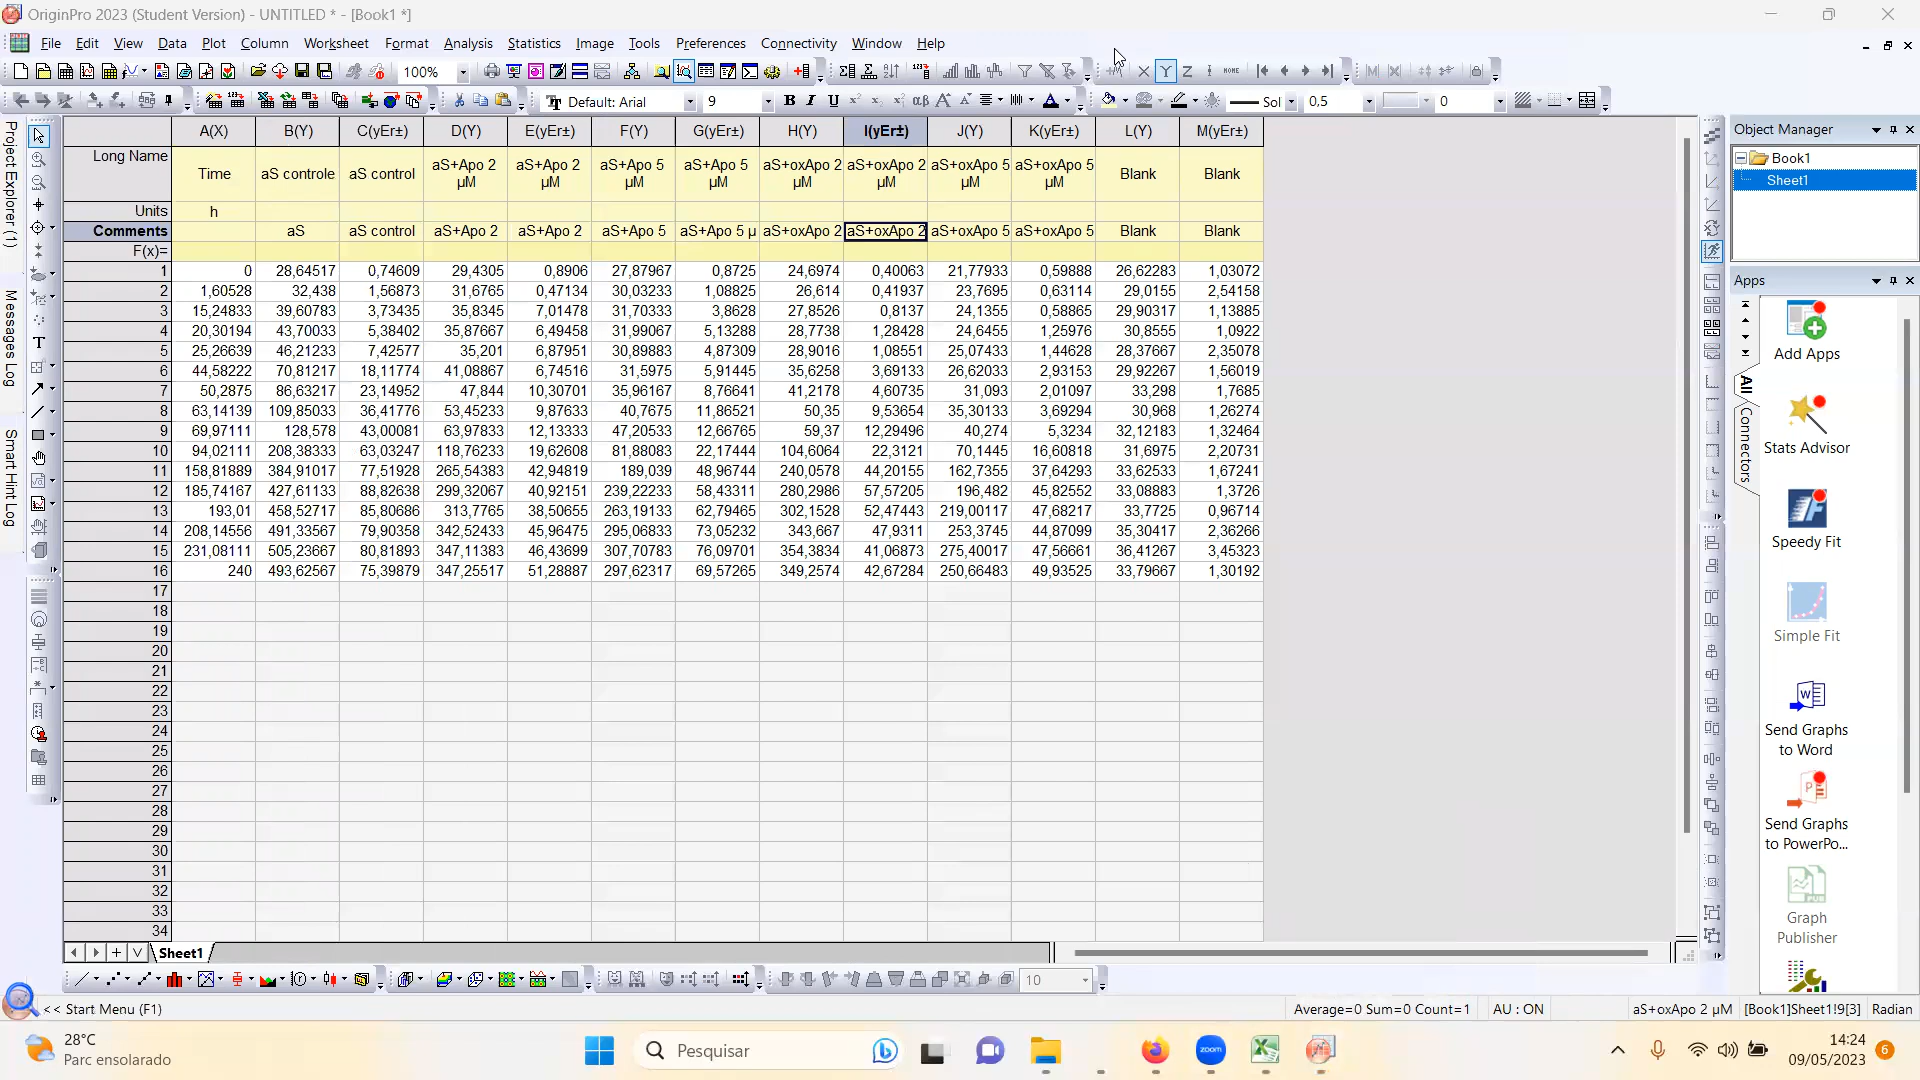 OriginPro 2023 (Student Version) - UNTITLED * - [Book1 *]
File Edit View Data Plot Column Worksheet Format Analysis Statistics Image Tools Preferences Connectivity Window Help
100%
Default: Arial 9 B I U Sol 0,5 0
A(X) B(Y) C(yEr±) D(Y) E(yEr±) F(Y) G(yEr±) H(Y) I(yEr±) J(Y) K(yEr±) L(Y) M(yEr±)
Long Name Time aS controle aS control aS+Apo 2 µM aS+Apo 2 µM aS+Apo 5 µM aS+Apo 5 µM aS+oxApo 2 µM aS+oxApo 2 µM aS+oxApo 5 µM aS+oxApo 5 µM Blank Blank
Units h
Comments aS aS control aS+Apo 2 aS+Apo 2 aS+Apo 5 aS+Apo 5 µ aS+oxApo 2 aS+oxApo 2 aS+oxApo 5 aS+oxApo 5 Blank Blank
F(x)=
1 0 28,64517 0,74609 29,4305 0,8906 27,87967 0,8725 24,6974 0,40063 21,77933 0,59888 26,62283 1,03072
2 1,60528 32,438 1,56873 31,6765 0,47134 30,03233 1,08825 26,614 0,41937 23,7695 0,63114 29,0155 2,54158
3 15,24833 39,60783 3,73435 35,8345 7,01478 31,70333 3,8628 27,8526 0,8137 24,1355 0,58865 29,90317 1,13885
4 20,30194 43,70033 5,38402 35,87667 6,49458 31,99067 5,13288 28,7738 1,28428 24,6455 1,25976 30,8555 1,0922
5 25,26639 46,21233 7,42577 35,201 6,87951 30,89883 4,87309 28,9016 1,08551 25,07433 1,44628 28,37667 2,35078
6 44,58222 70,81217 18,11774 41,08867 6,74516 31,5975 5,91445 35,6258 3,69133 26,62033 2,93153 29,92267 1,56019
7 50,2875 86,63217 23,14952 47,844 10,30701 35,96167 8,76641 41,2178 4,60735 31,093 2,01097 33,298 1,7685
8 63,14139 109,85033 36,41776 53,45233 9,87633 40,7675 11,86521 50,35 9,53654 35,30133 3,69294 30,968 1,26274
9 69,97111 128,578 43,00081 63,97833 12,13333 47,20533 12,66765 59,37 12,29496 40,274 5,3234 32,12183 1,32464
10 94,02111 208,38333 63,03247 118,76233 19,62608 81,88083 22,17444 104,6064 22,3121 70,1445 16,60818 31,6975 2,20731
11 158,81889 384,91017 77,51928 265,54383 42,94819 189,039 48,96744 240,0578 44,20155 162,7355 37,64293 33,62533 1,67241
12 185,74167 427,61133 88,82638 299,32067 40,92151 239,22233 58,43311 280,2986 57,57205 196,482 45,82552 33,08883 1,3726
13 193,01 458,52717 85,80686 313,7765 38,50655 263,19133 62,79465 302,1528 52,47443 219,00117 47,68217 33,7725 0,96714
14 208,14556 491,33567 79,90358 342,52433 45,96475 295,06833 73,05232 343,667 47,9311 253,3745 44,87099 35,30417 2,36266
15 231,08111 505,23667 80,81893 347,11383 46,43699 307,70783 76,09701 354,3834 41,06873 275,40017 47,56661 36,41267 3,45323
16 240 493,62567 75,39879 347,25517 51,28887 297,62317 69,57265 349,2574 42,67284 250,66483 49,93525 33,79667 1,30192
17
18
19
20
21
22
23
24
25
26
27
28
29
30
31
32
33
34
Sheet1
Project Explorer (1)
Messages Log
Smart Hint Log
Object Manager
Book1
Sheet1
Apps
All
Connectors
Add Apps
Stats Advisor
Speedy Fit
Simple Fit
Send Graphs
to Word
Send Graphs
to PowerPo...
Graph
Publisher
10
<< Start Menu (F1) Average=0 Sum=0 Count=1 AU : ON aS+oxApo 2 µM [Book1]Sheet1!9[3] Radian
28°C
Parc ensolarado
Pesquisar
zoom
14:24
09/05/2023
6